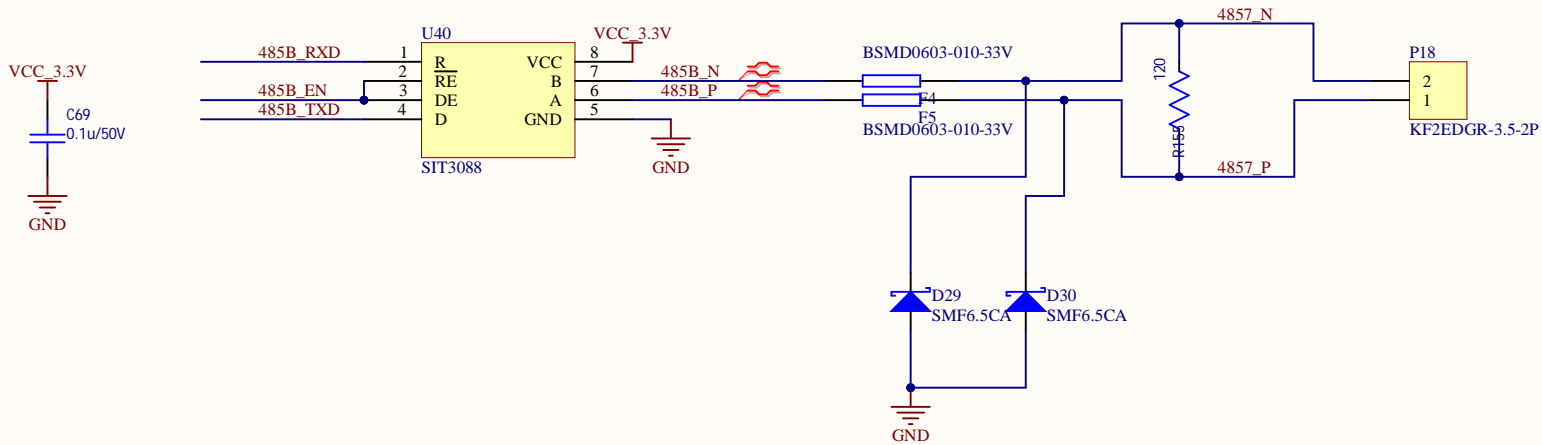 VCC_3.3V
C69
0.1u/50V
GND
485B_RXD
485B_EN
485B_TXD
U40
1
2
3
4
R
RE
DE
D
VCC
B
A
GND
8
7
6
5
SIT3088
VCC_3.3V
485B_N
485B_P
GND
BSMD0603-010-33V
F4
F5
BSMD0603-010-33V
D29
SMF6.5CA
D30
SMF6.5CA
GND
4857_N
120
R155
4857_P
P18
2
1
KF2EDGR-3.5-2P